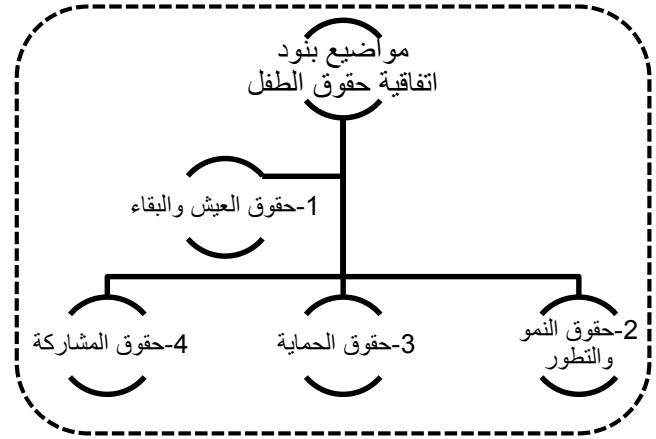 مواضيع بنود
اتفاقية حقوق الطفل
1-حقوق العيش والبقاء
2-حقوق النمو
والتطور
3-حقوق الحماية
4-حقوق المشاركة